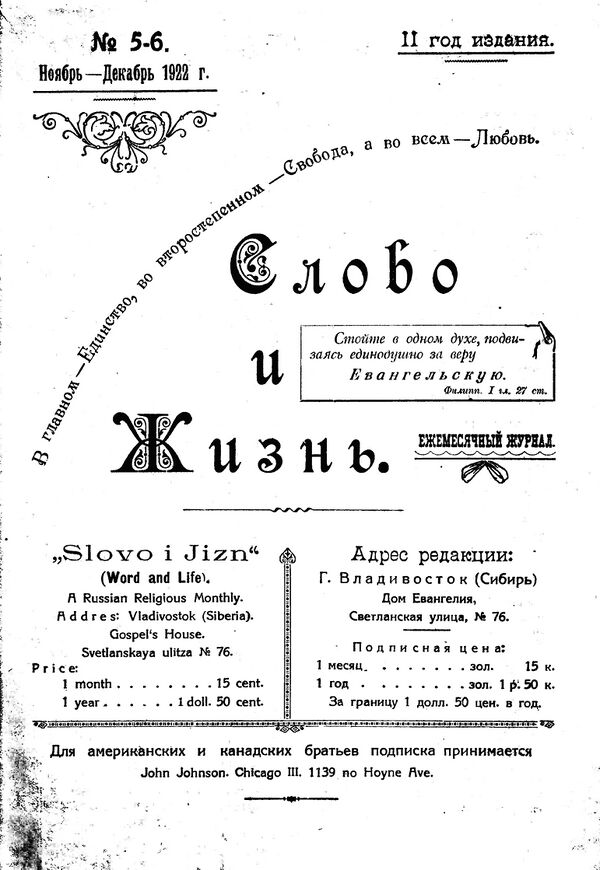 № 5-6.
Ноябрь—Декабрь 1922 г.
II год издания.
В главном—Единство, во второстепенном—Свобода, а во всем—Любовь.
Слово
и
Жизнь.
Стойте в одном духе, подви-
заясь единодушно за веру
Евангельскую.
Филипп. I гл. 27 ст.
ЕЖЕМЕСЯЧНЫЙ ЖУРНАЛ.
„Slovo i Jizn“
(Word and Life).
A Russian Religious Monthly.
Addres: Vladivostok (Siberia).
Gospel's House.
Svetlanskaya ulitza № 76.
Price:
1 month . . . . . . . . 15 cent.
1 year . . . . . . 1 doll. 50 cent.
Адрес редакции:
Г. Владивосток (Сибирь)
Дом Евангелия,
Светланская улица, № 76.
Подписная цена:
1 месяц . . . . . . . зол. 15 к.
1 год . . . . . . . зол. 1 р. 50 к.
За границу 1 долл. 50 цен. в год.
Для американских и канадских братьев подписка принимается
John Johnson. Chicago Ill. 1139 no Hoyne Ave.